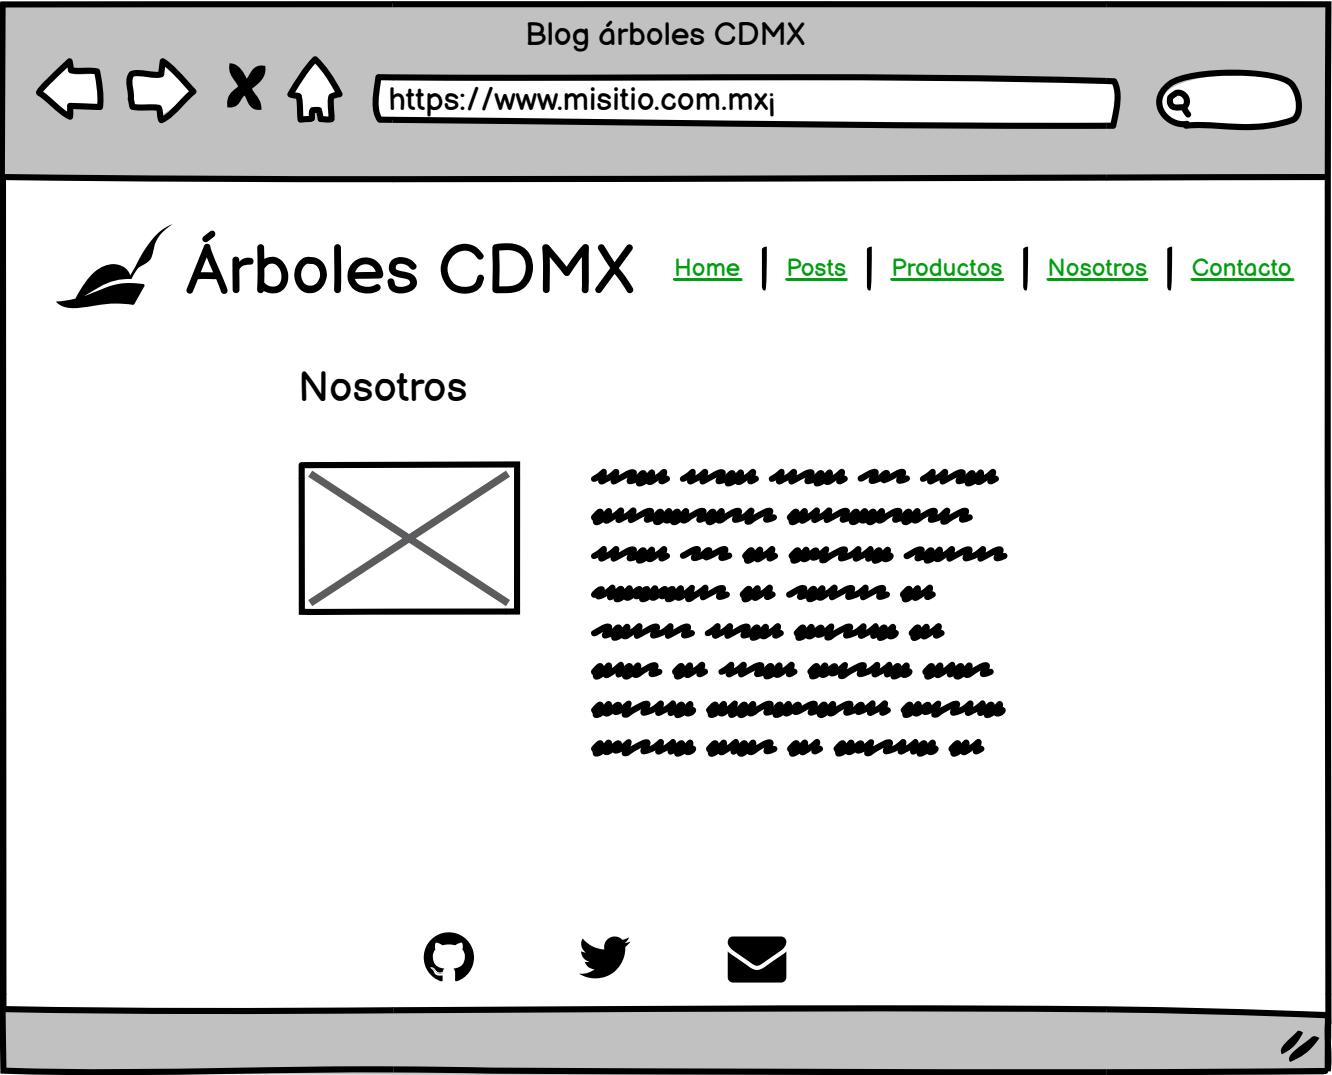 Blog árboles CDMX
https://www.misitio.com.mx¡
Árboles CDMX
Home | Posts | Productos | Nosotros | Contacto
Nosotros